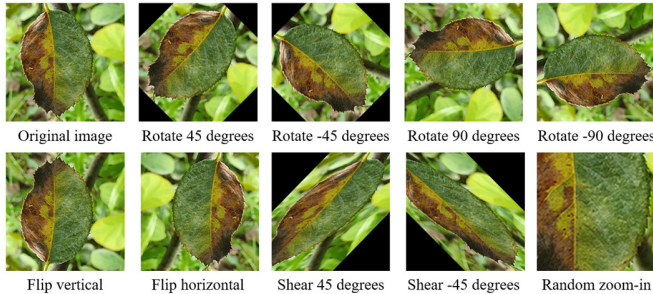 Original image
Rotate 45 degrees
Rotate -45 degrees
Rotate 90 degrees
Rotate -90 degrees
Flip vertical
Flip horizontal
Shear 45 degrees
Shear -45 degrees
Random zoom-in